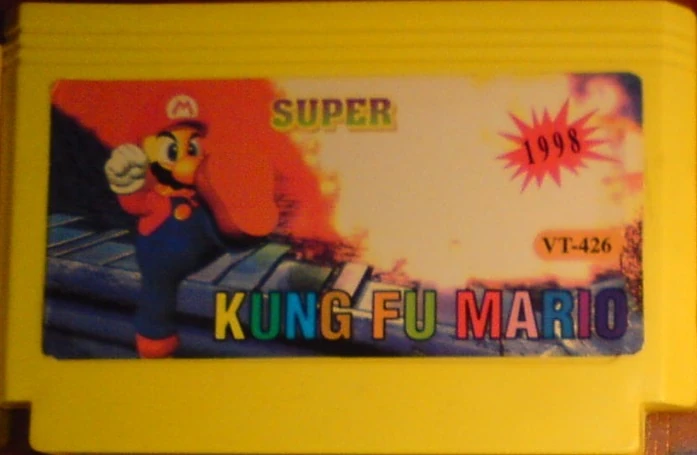 M
SUPER
1998
VT-426
KUNG FU MARIO